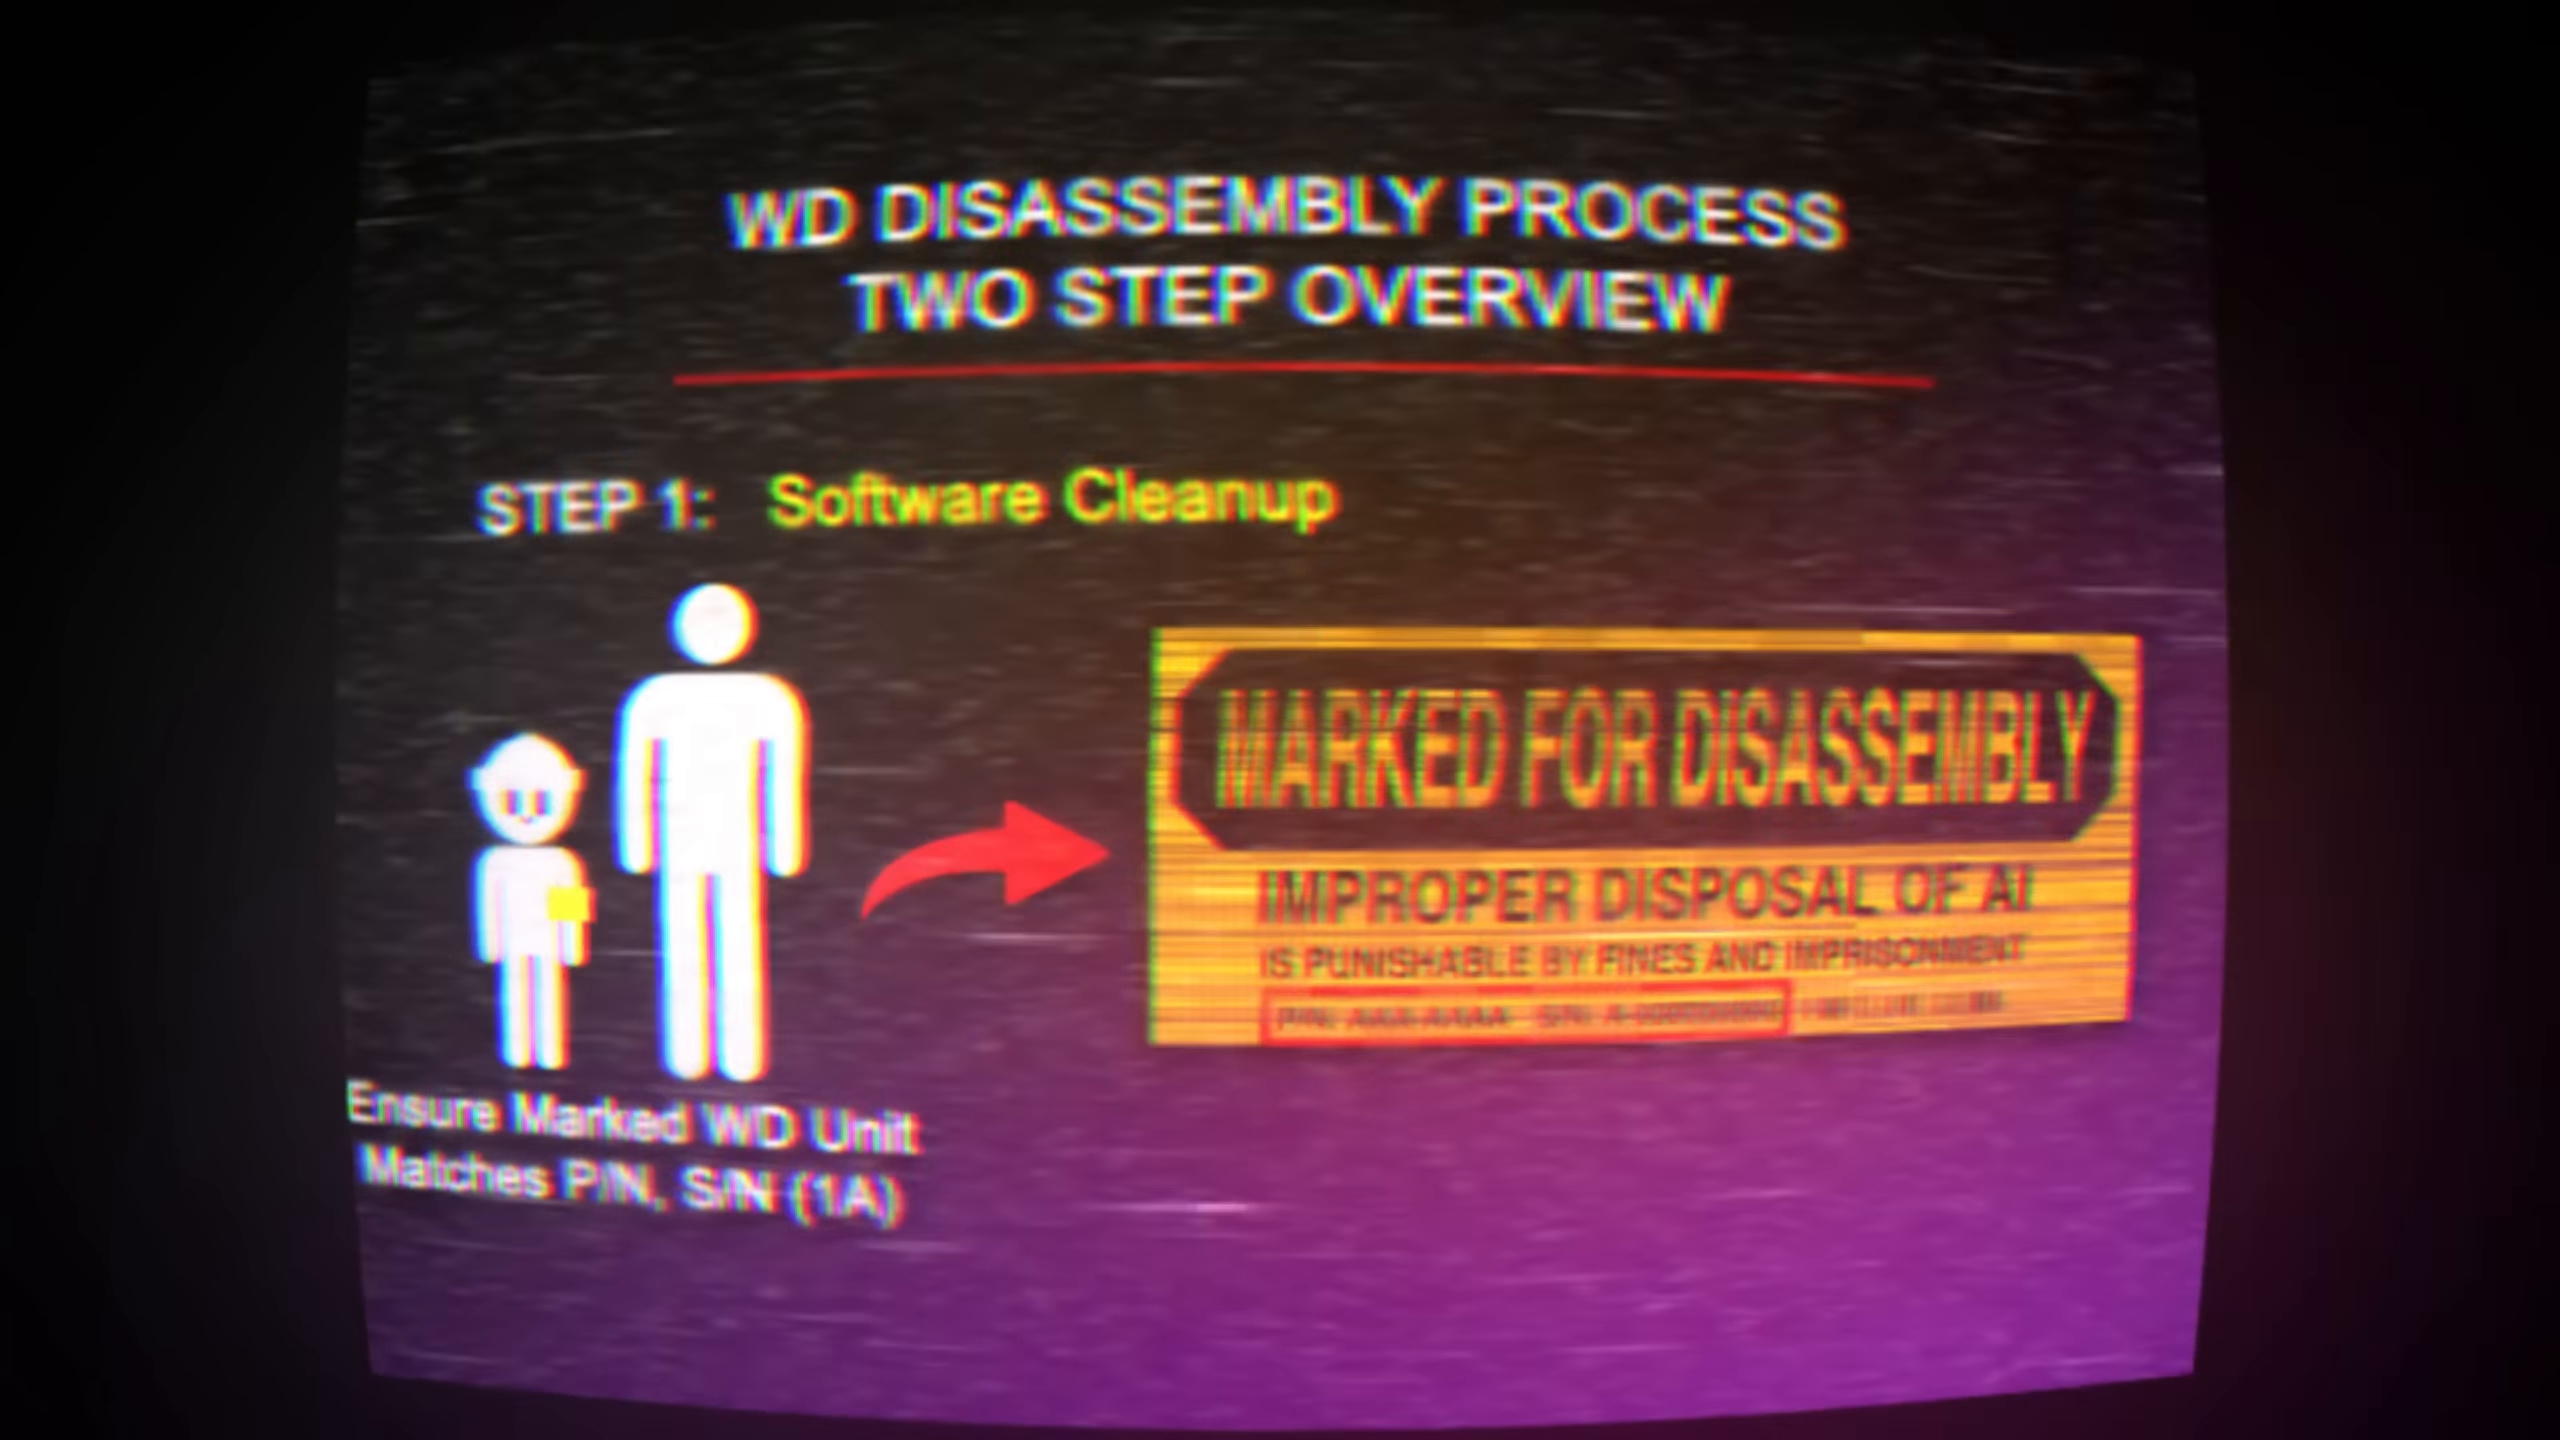 WD DISASSEMBLY PROCESS
TWO STEP OVERVIEW
STEP 1: Software Cleanup
MARKED FOR DISASSEMBLY
IMPROPER DISPOSAL OF AI
IS PUNISHABLE BY FINES AND IMPRISONMENT
P/N: S/N:
Ensure Marked WD Unit
Matches P/N, S/N (1A)